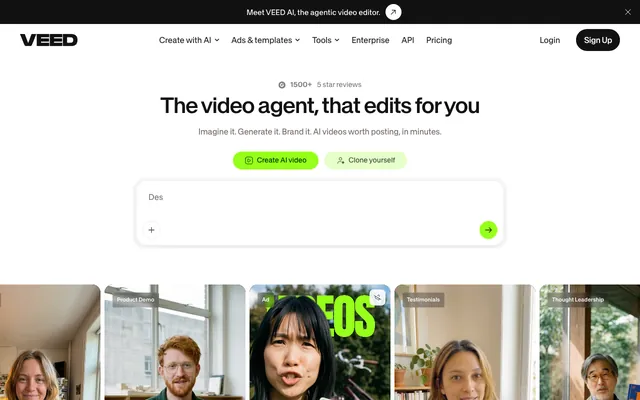 Meet VEED AI, the agentic video editor.
VEED
Create with AI
Ads & templates
Tools
Enterprise
API
Pricing
Login
Sign Up
1500+ 5 star reviews
The video agent, that edits for you
Imagine it. Generate it. Brand it. AI videos worth posting, in minutes.
Create AI video
Clone yourself
Des
Product Demo
Ad
Testimonials
Thought Leadership